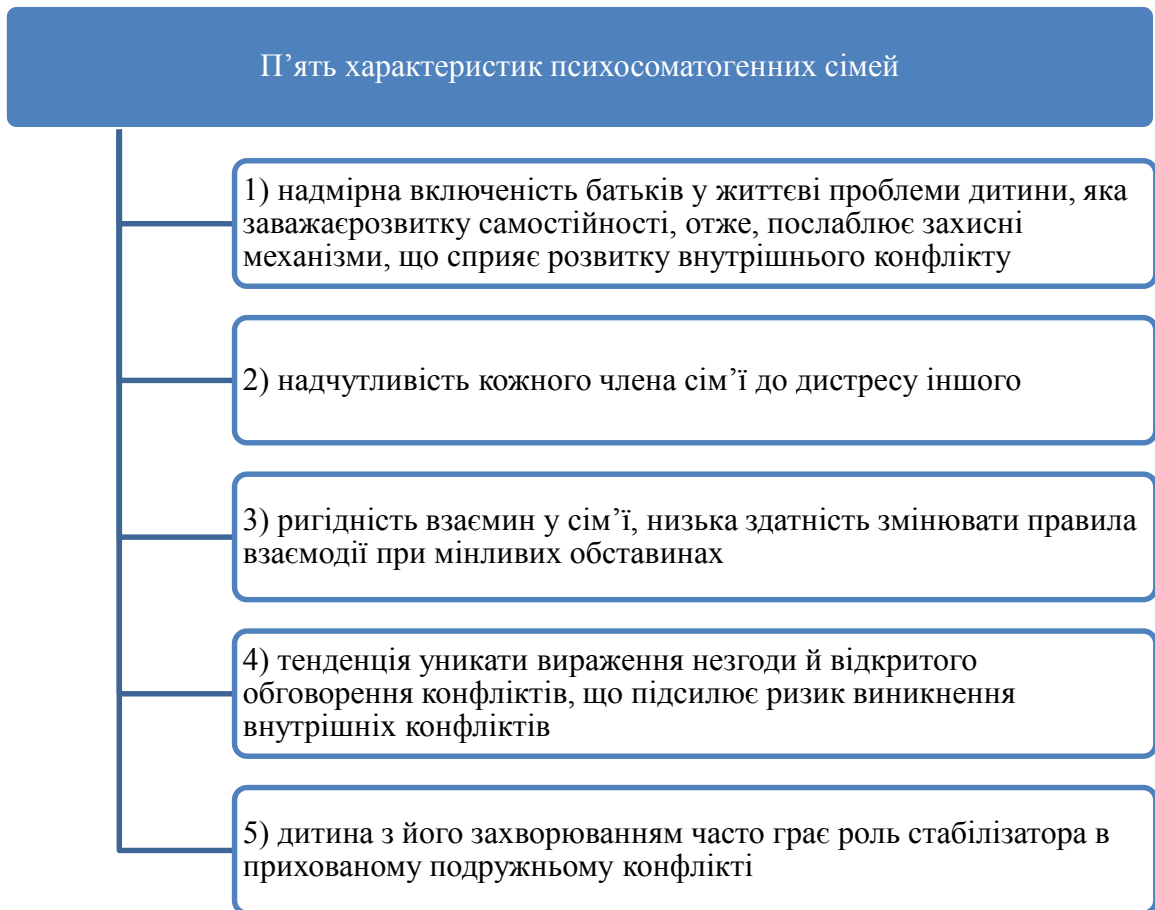 П’ять характеристик психосоматогенних сімей
1) надмірна включеність батьків у життєві проблеми дитини, яка
заважаєрозвитку самостійності, отже, послаблює захисні
механізми, що сприяє розвитку внутрішнього конфлікту
2) надчутливість кожного члена сім’ї до дистресу іншого
3) ригідність взаємин у сім’ї, низька здатність змінювати правила
взаємодії при мінливих обставинах
4) тенденція уникати вираження незгоди й відкритого
обговорення конфліктів, що підсилює ризик виникнення
внутрішніх конфліктів
5) дитина з його захворюванням часто грає роль стабілізатора в
прихованому подружньому конфлікті